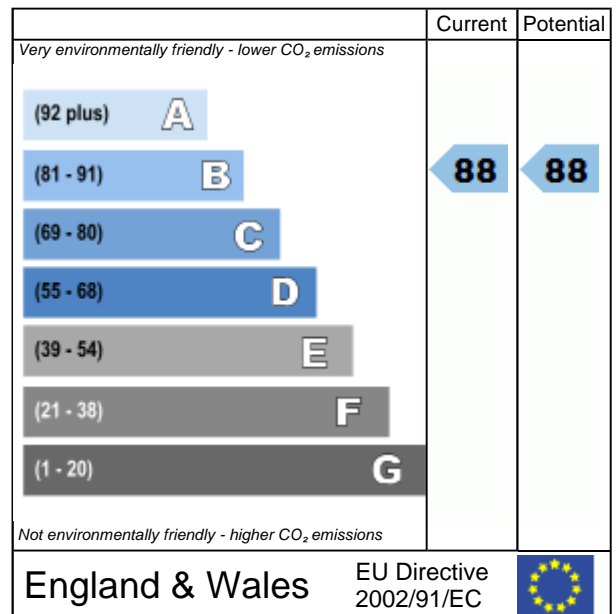 Current Potential
Very environmentally friendly - lower CO₂ emissions
(92 plus) A
(81 - 91) B 88 88
(69 - 80) C
(55 - 68) D
(39 - 54) E
(21 - 38) F
(1 - 20) G
Not environmentally friendly - higher CO₂ emissions
England & Wales
EU Directive
2002/91/EC